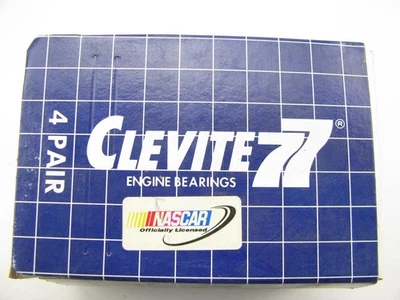 4 PAIR
CLEVITE 77®
ENGINE BEARINGS
NASCAR
Officially Licensed